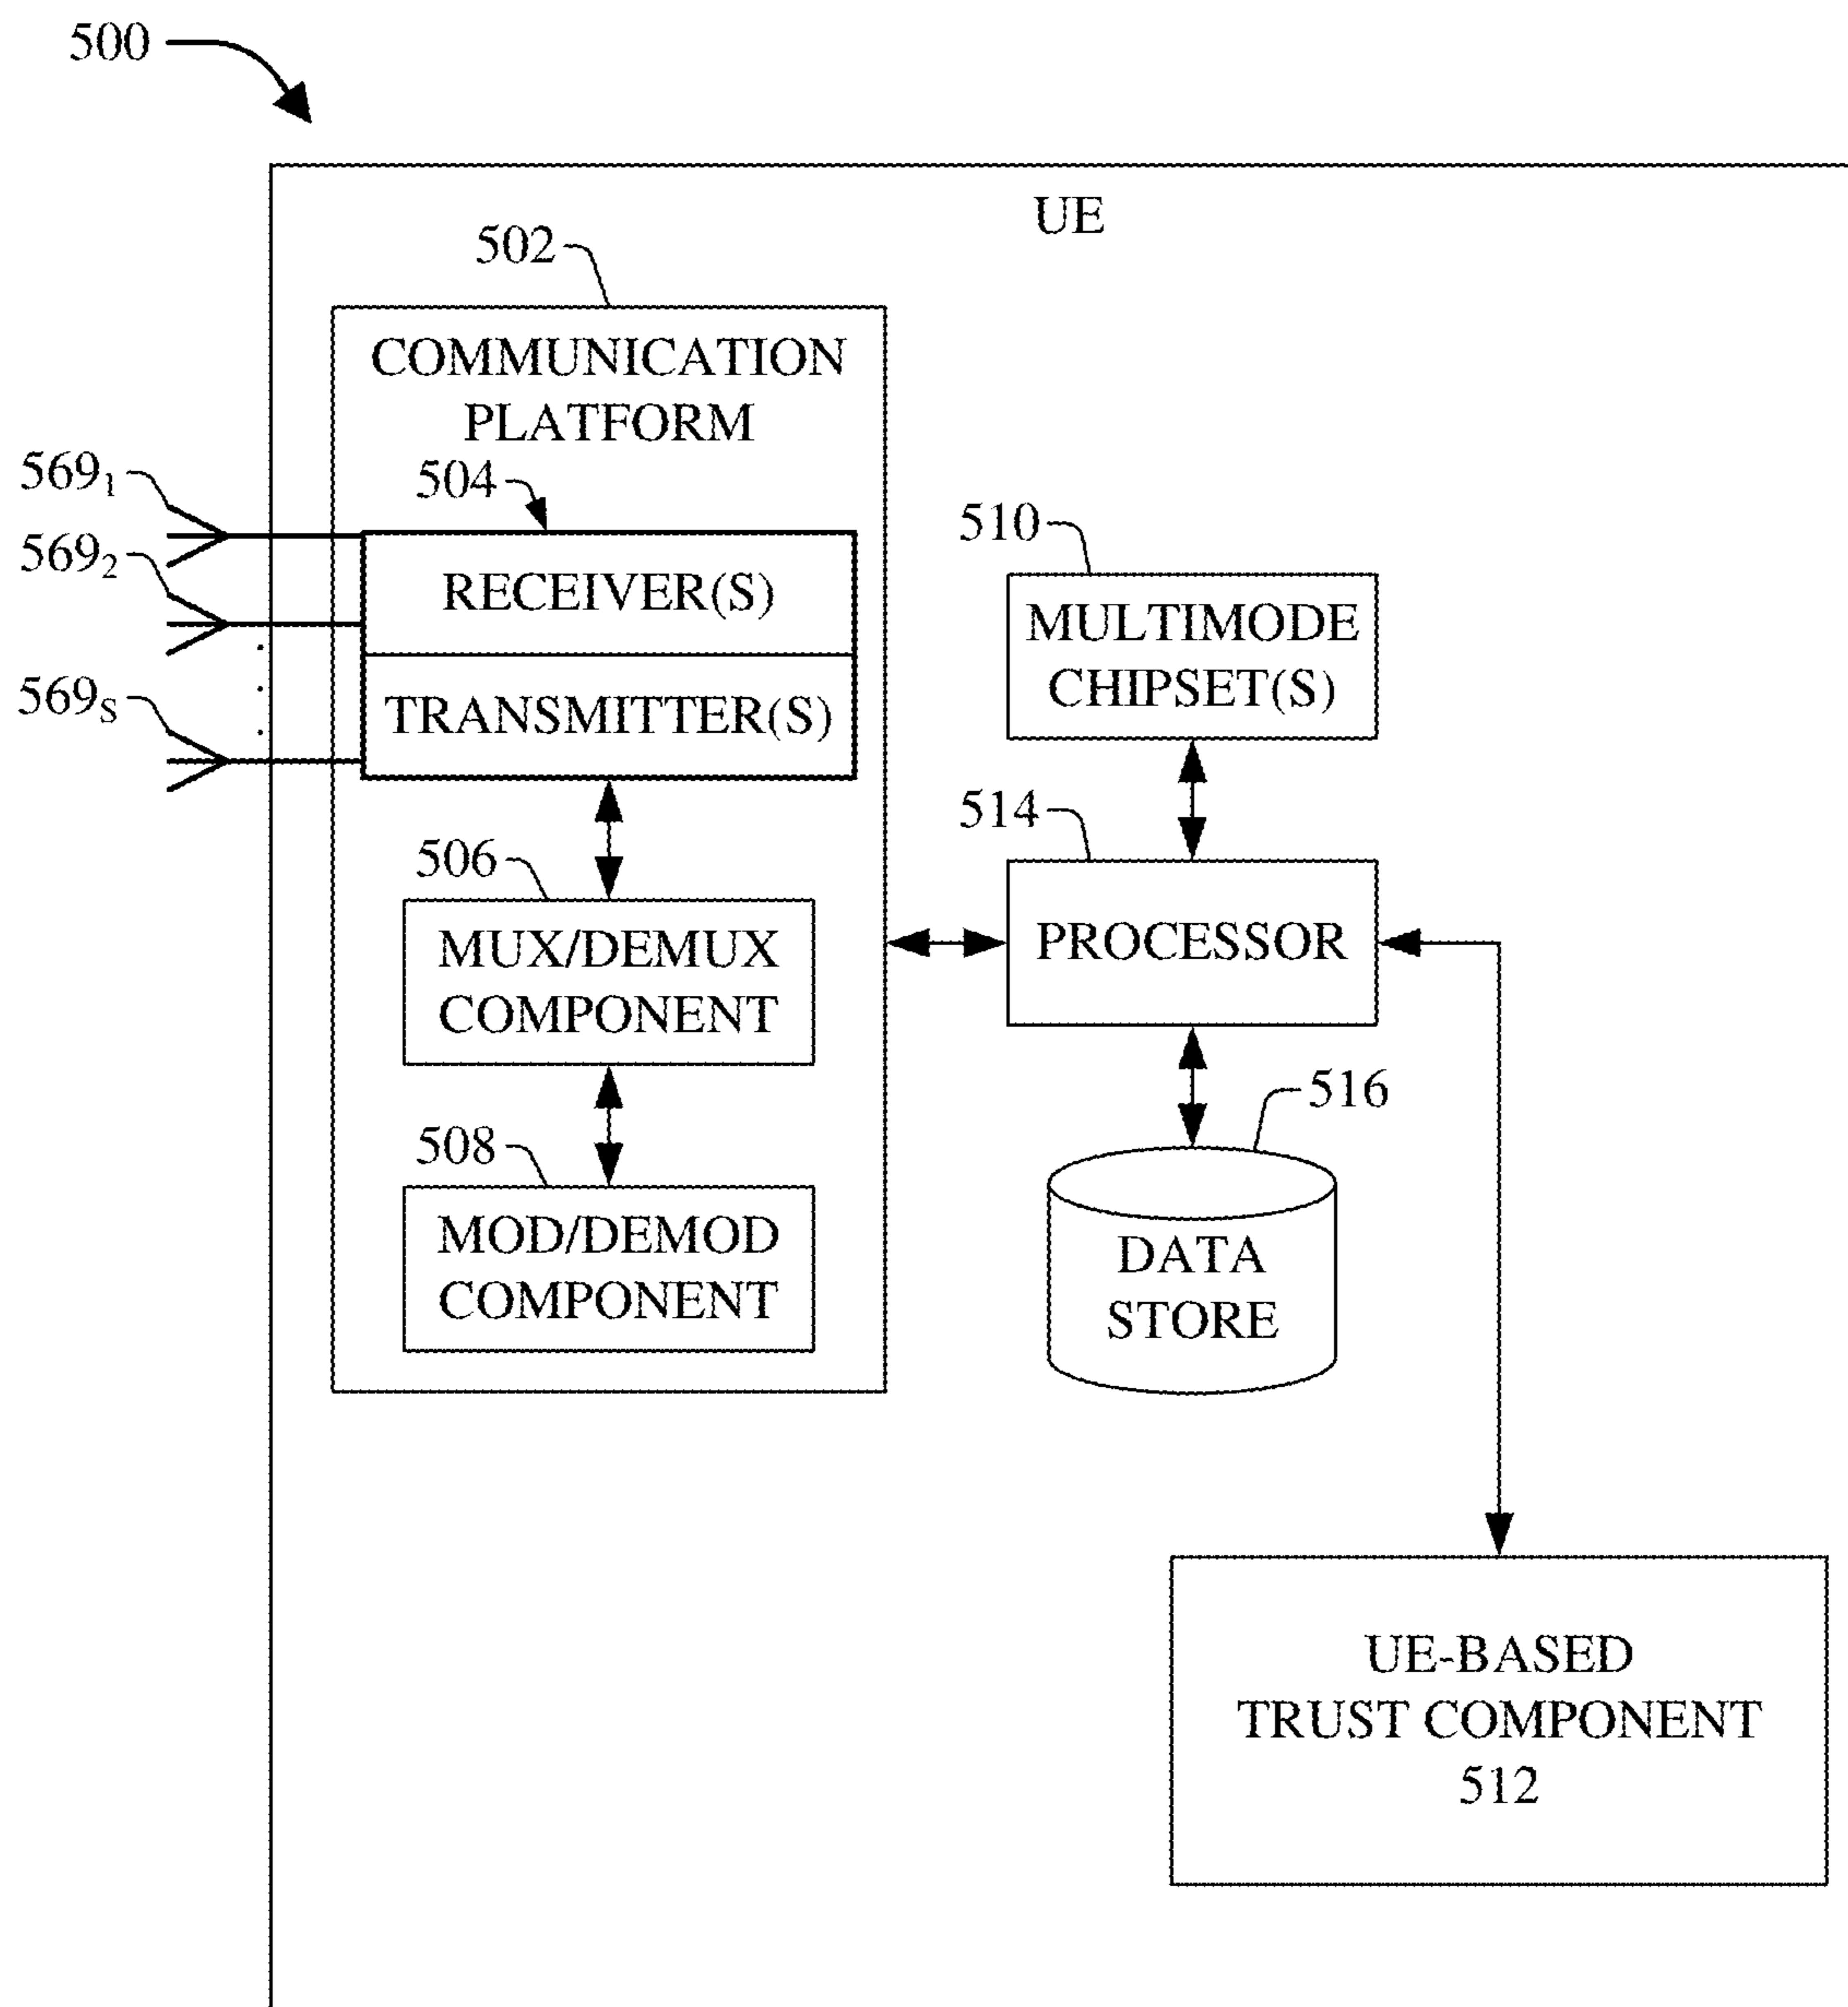 500
UE
502
COMMUNICATION
PLATFORM
504
569₁
569₂
569ₛ
RECEIVER(S)
TRANSMITTER(S)
506
MUX/DEMUX
COMPONENT
508
MOD/DEMOD
COMPONENT
510
MULTIMODE
CHIPSET(S)
514
PROCESSOR
516
DATA
STORE
UE-BASED
TRUST COMPONENT
512